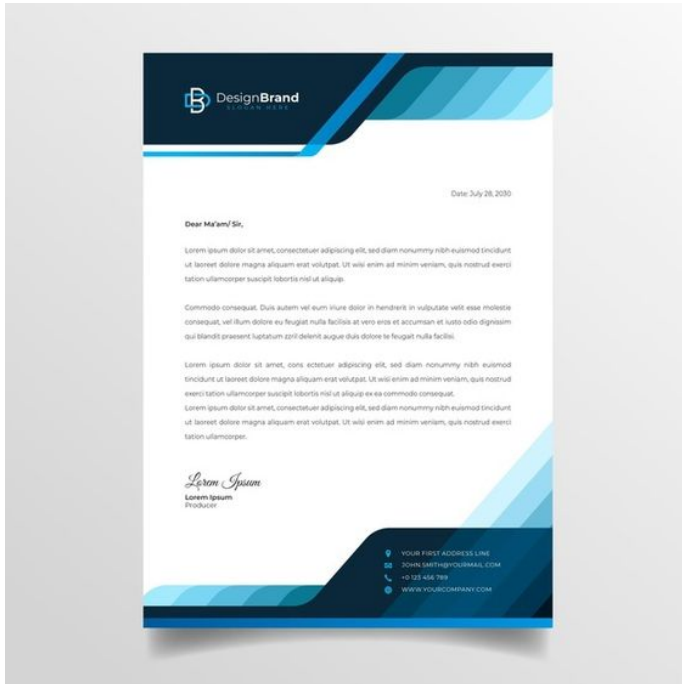 DesignBrand
SLOGAN HERE
Date: July 28, 2030
Dear Ma'am/ Sir,
Lorem ipsum dolor sit amet, consectetuer adipiscing elit, sed diam nonummy nibh euismod tincidunt
ut laoreet dolore magna aliquam erat volutpat. Ut wisi enim ad minim veniam, quis nostrud exerci
tation ullamcorper suscipit lobortis nisl ut aliquip.
Commodo consequat. Duis autem vel eum iriure dolor in hendrerit in vulputate velit esse molestie
consequat, vel illum dolore eu feugiat nulla facilisis at vero eros et accumsan et iusto odio dignissim
qui blandit praesent luptatum zzril delenit augue duis dolore te feugait nulla facilisi.
Lorem ipsum dolor sit amet, cons ectetuer adipiscing elit, sed diam nonummy nibh euismod
tincidunt ut laoreet dolore magna aliquam erat volutpat. Ut wisi enim ad minim veniam, quis nostrud
exerci tation ullamcorper suscipit lobortis nisl ut aliquip ex ea commodo consequat.
Lorem ipsum dolor sit amet, consectetuer adipiscing elit, sed diam nonummy nibh euismod tincidunt
ut laoreet dolore magna aliquam erat volutpat. Ut wisi enim ad minim veniam, quis nostrud exerci
tation ullamcorper.
Lorem Ipsum
Lorem Ipsum
Producer
YOUR FIRST ADDRESS LINE
JOHN.SMITH@YOURMAIL.COM
+0 123 456 789
WWW.YOURCOMPANY.COM